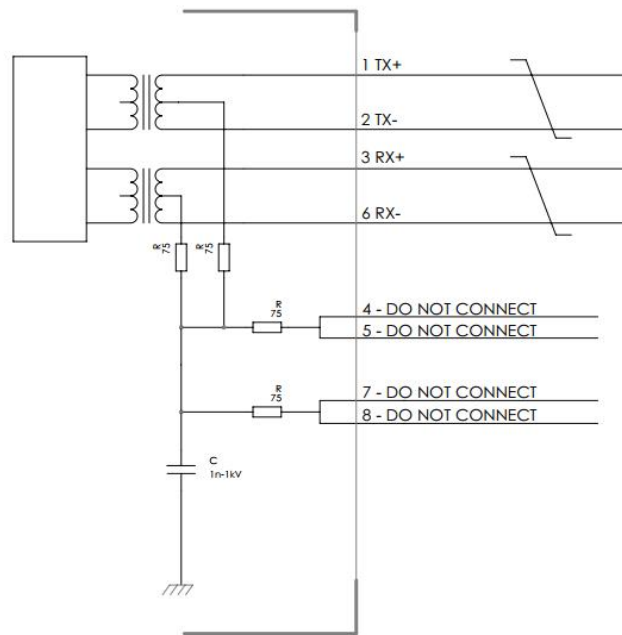 1 TX+
2 TX-
3 RX+
6 RX-
R
75
R
75
R
75
4 - DO NOT CONNECT
5 - DO NOT CONNECT
R
75
7 - DO NOT CONNECT
8 - DO NOT CONNECT
C
1n-1kV